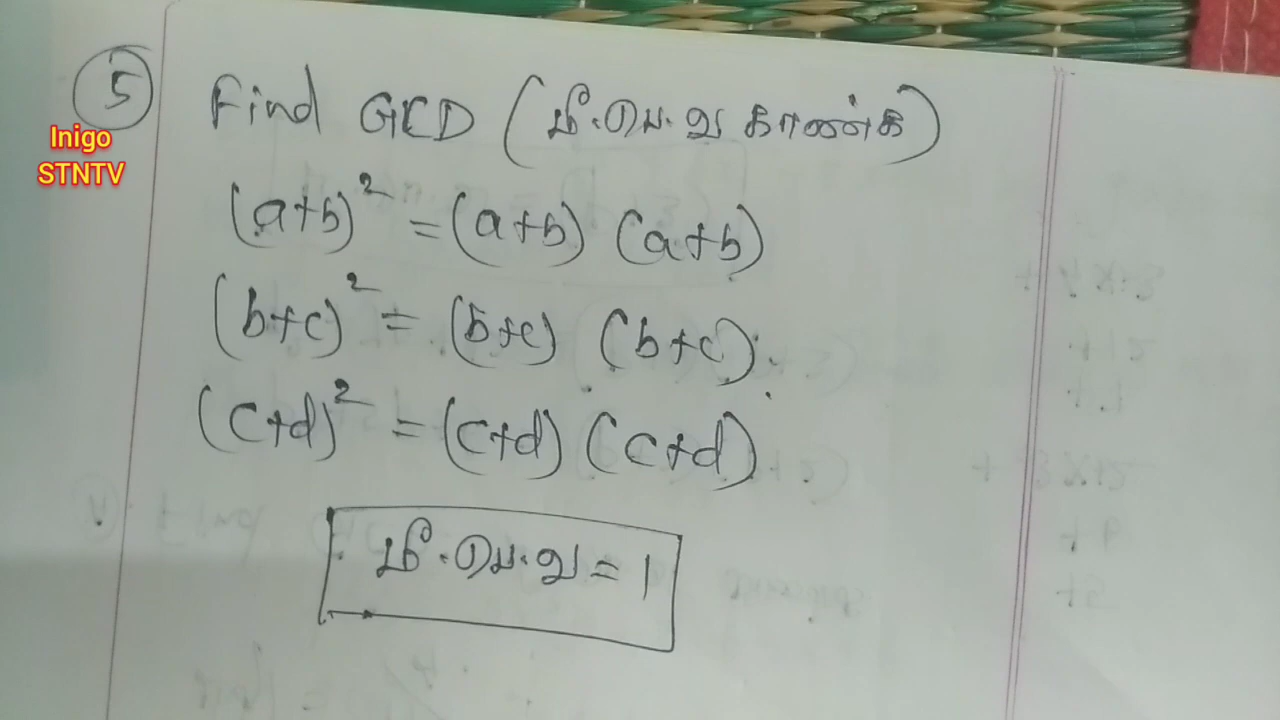 5 Find GCD (மீ.பொ.வ காண்க)
Inigo
STNTV
(a+b)² = (a+b) (a+b)
(b+c)² = (b+c) (b+c)
(c+d)² = (c+d) (c+d)
மீ.பொ.வ = 1